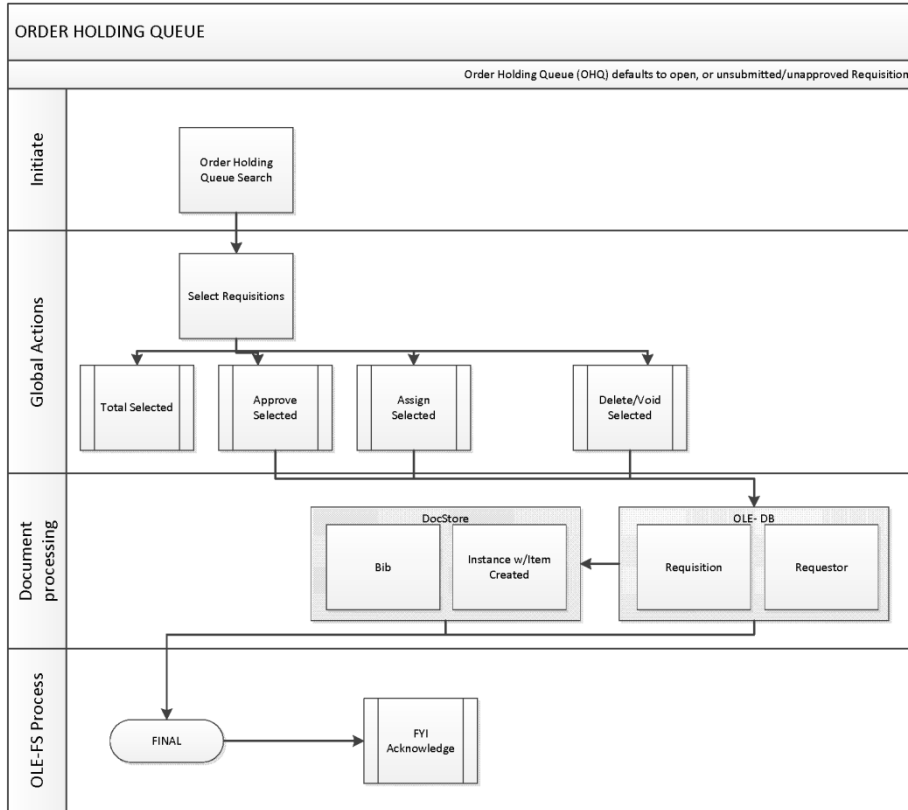 ORDER HOLDING QUEUE
Order Holding Queue (OHQ) defaults to open, or unsubmitted/unapproved Requisition
Initiate
Order Holding
Queue Search
Global Actions
Select Requisitions
Total Selected
Approve
Selected
Assign
Selected
Delete/Void
Selected
Document
processing
DocStore
Bib
Instance w/Item
Created
OLE- DB
Requisition
Requestor
OLE-FS Process
FINAL
FYI
Acknowledge